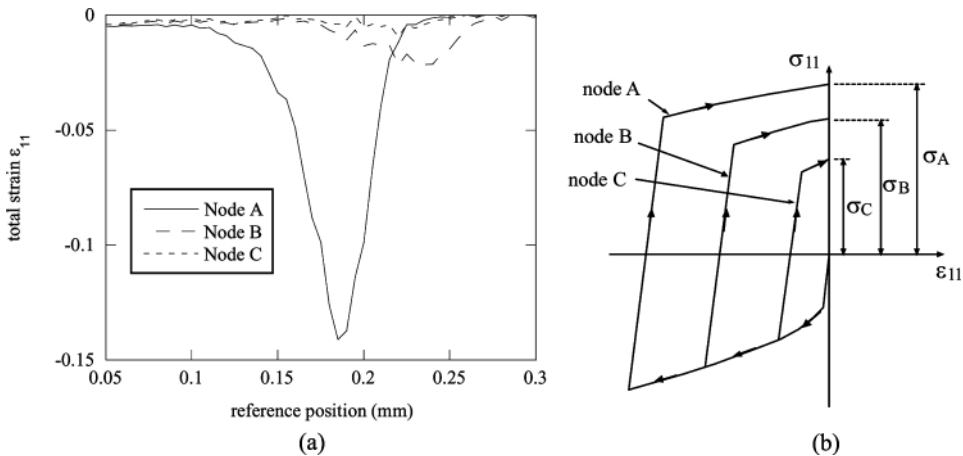 0
-0.05
-0.1
-0.15
total strain ε11
Node A
Node B
Node C
0.05
0.1
0.15
0.2
0.25
0.3
reference position (mm)
(a)
σ11
node A
node B
node C
σA
σB
σC
ε11
(b)